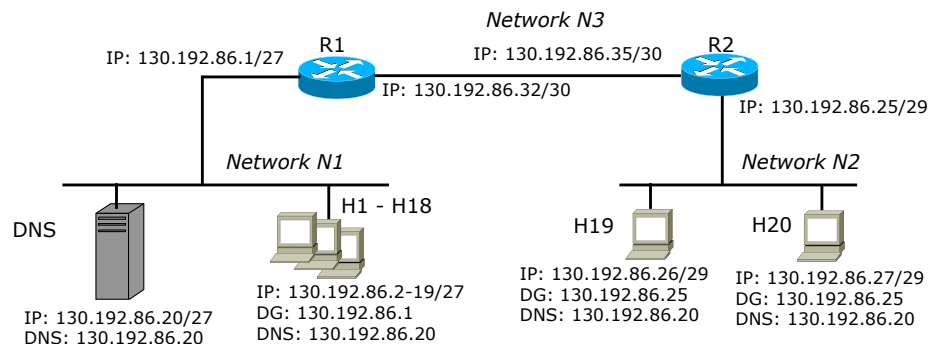 Network N3
R1
R2
IP: 130.192.86.1/27
IP: 130.192.86.35/30
IP: 130.192.86.32/30
IP: 130.192.86.25/29
Network N1
Network N2
DNS
H1 - H18
H19
H20
IP: 130.192.86.20/27
DNS: 130.192.86.20
IP: 130.192.86.2-19/27
DG: 130.192.86.1
DNS: 130.192.86.20
IP: 130.192.86.26/29
DG: 130.192.86.25
DNS: 130.192.86.20
IP: 130.192.86.27/29
DG: 130.192.86.25
DNS: 130.192.86.20